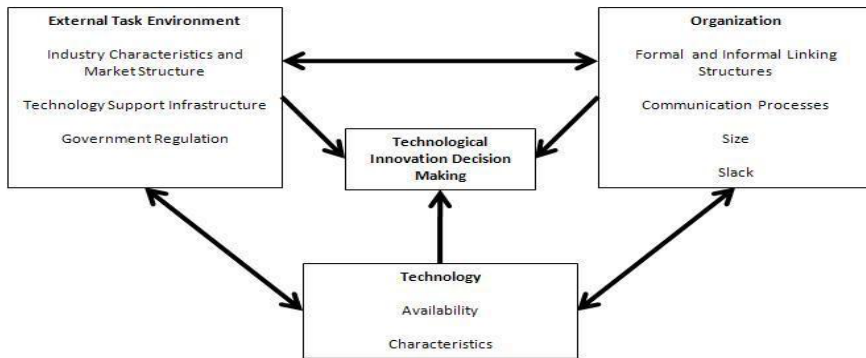 External Task Environment
Industry Characteristics and
Market Structure
Technology Support Infrastructure
Government Regulation
Organization
Formal and Informal Linking
Structures
Communication Processes
Size
Slack
Technological
Innovation Decision
Making
Technology
Availability
Characteristics